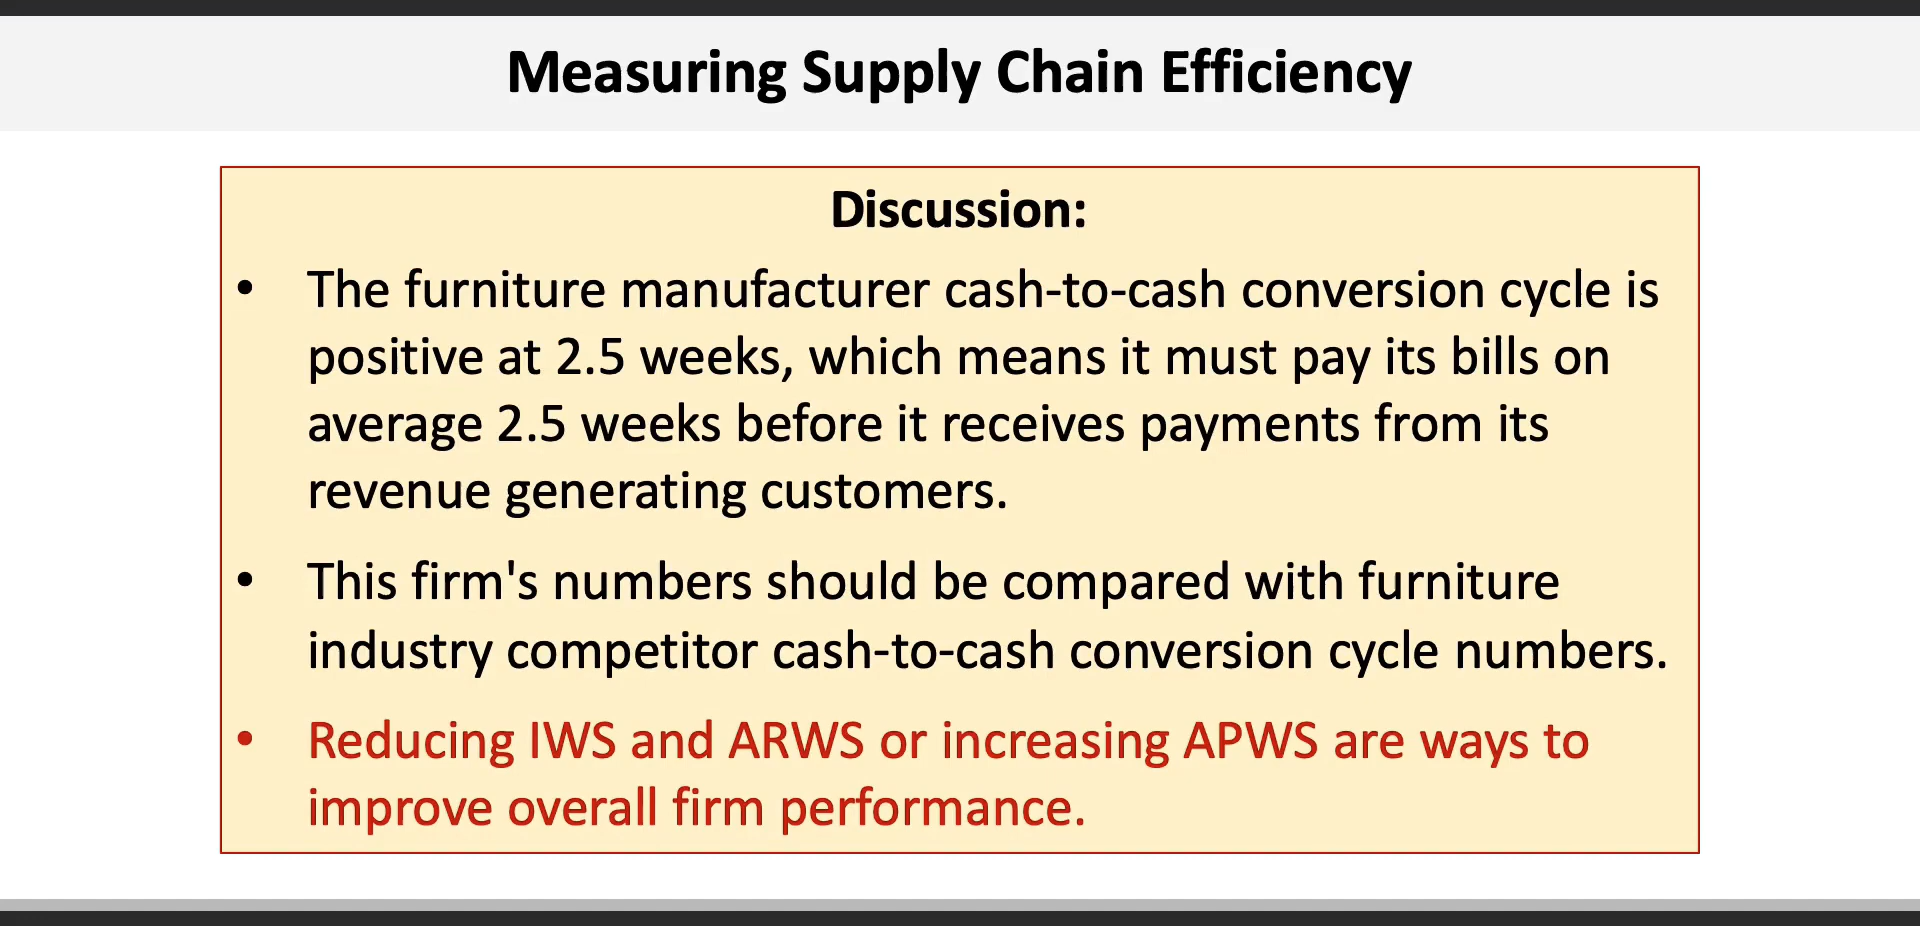 Measuring Supply Chain Efficiency
Discussion:
• The furniture manufacturer cash-to-cash conversion cycle is
positive at 2.5 weeks, which means it must pay its bills on
average 2.5 weeks before it receives payments from its
revenue generating customers.
• This firm's numbers should be compared with furniture
industry competitor cash-to-cash conversion cycle numbers.
• Reducing IWS and ARWS or increasing APWS are ways to
improve overall firm performance.